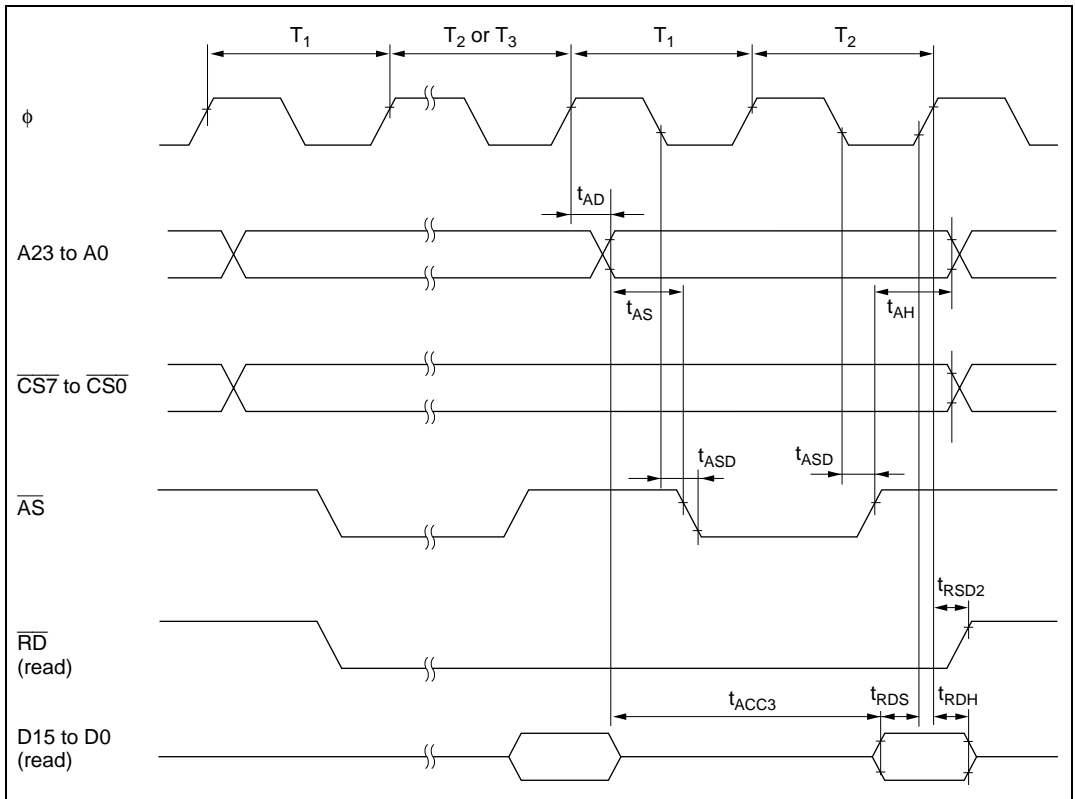 T1 T2 or T3 T1 T2
ϕ
tAD
A23 to A0
tAS tAH
CS7 to CS0
tASD tASD
AS
tRSD2
RD
(read)
tACC3 tRDS tRDH
D15 to D0
(read)